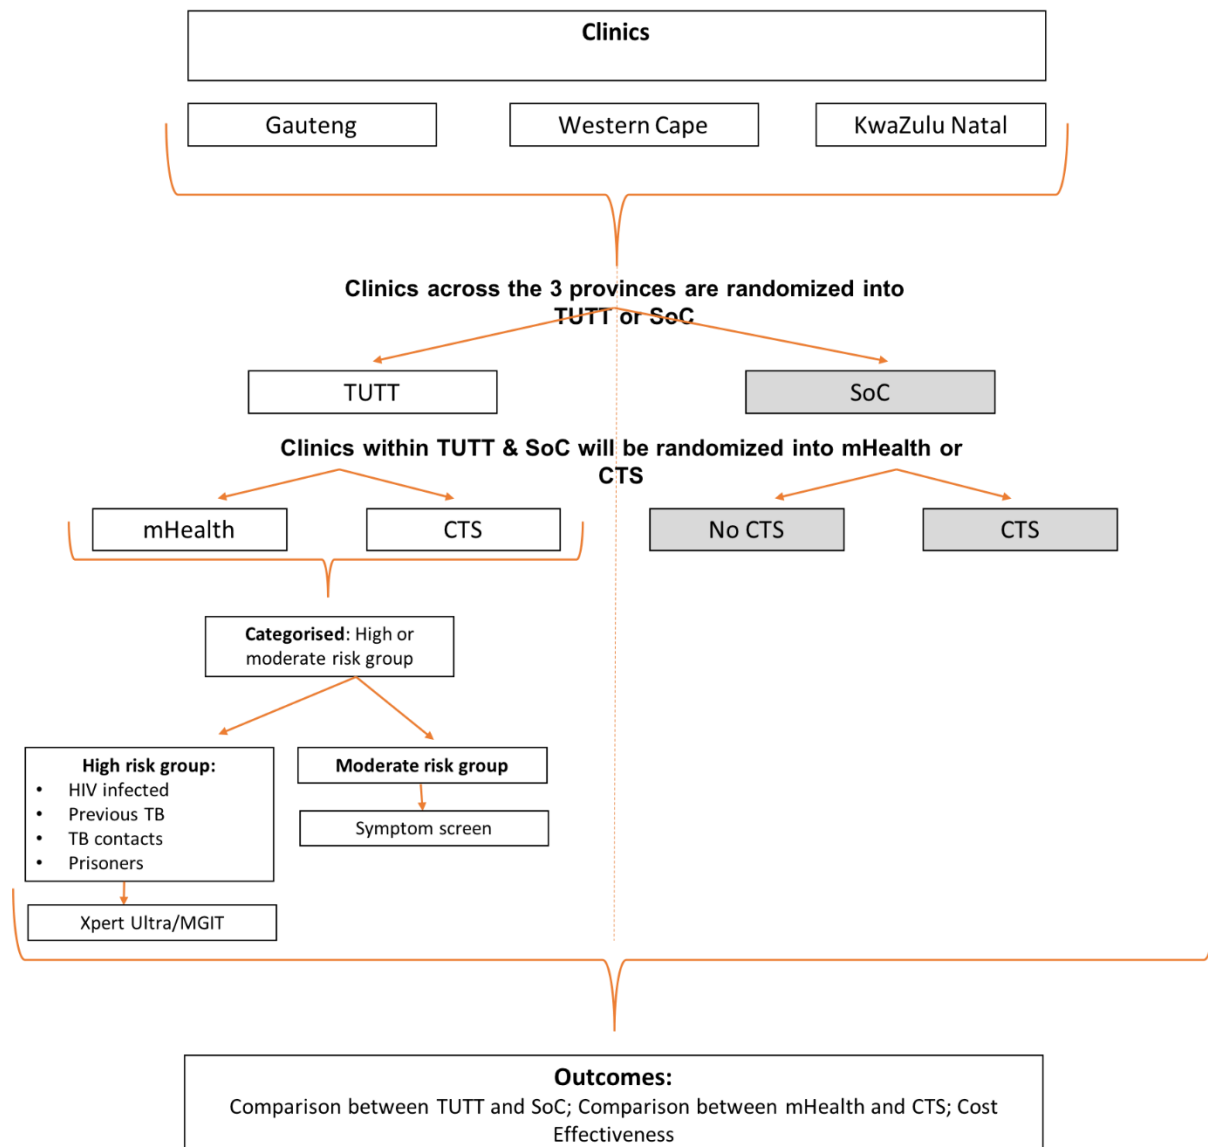 Clinics
Gauteng
Western Cape
KwaZulu Natal
Clinics across the 3 provinces are randomized into
TUTT or SoC
TUTT
SoC
Clinics within TUTT & SoC will be randomized into mHealth or
CTS
mHealth
CTS
No CTS
CTS
Categorised: High or
moderate risk group
High risk group:
• HIV infected
• Previous TB
• TB contacts
• Prisoners
Moderate risk group
Symptom screen
Xpert Ultra/MGIT
Outcomes:
Comparison between TUTT and SoC; Comparison between mHealth and CTS; Cost
Effectiveness